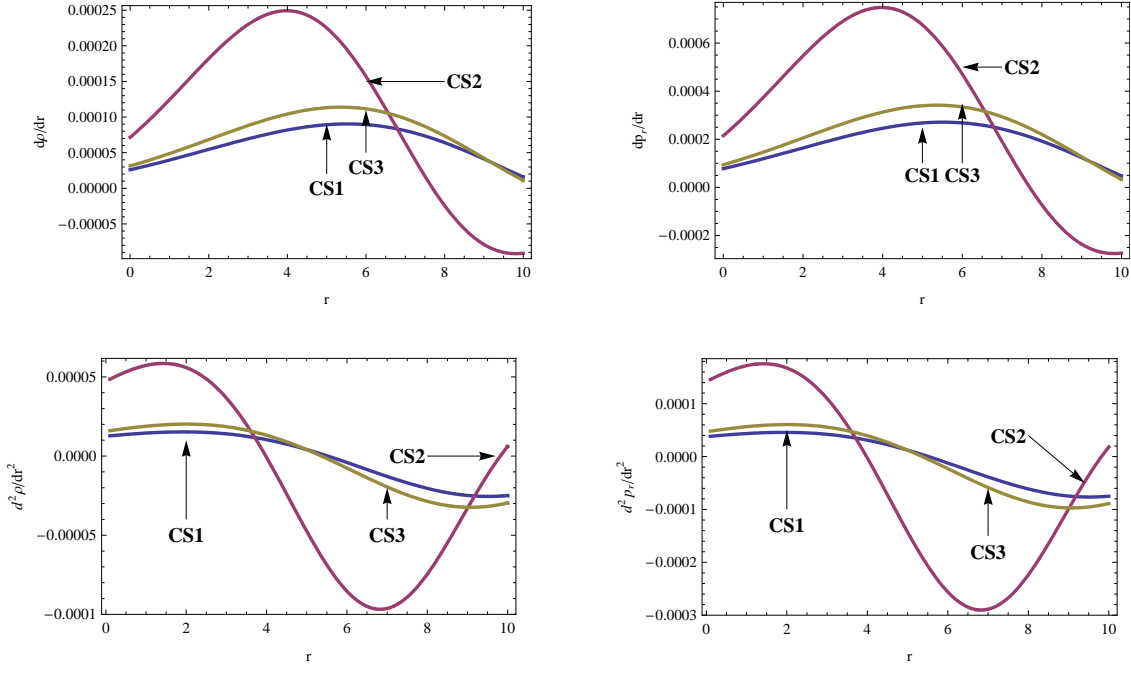 0.00025
0.00020
0.00015
0.00010
0.00005
0.00000
−0.00005
dρ/dr
CS2
CS3
CS1
0 2 4 6 8 10
r
0.0006
0.0004
0.0002
0.0000
−0.0002
dp_r/dr
CS2
CS1 CS3
0 2 4 6 8 10
r
0.00005
0.0000
−0.00005
−0.0001
d² ρ/dr²
CS2
CS1
CS3
0 2 4 6 8 10
r
0.0001
0.0000
−0.0001
−0.0002
−0.0003
d² p_r/dr²
CS2
CS1
CS3
0 2 4 6 8 10
r